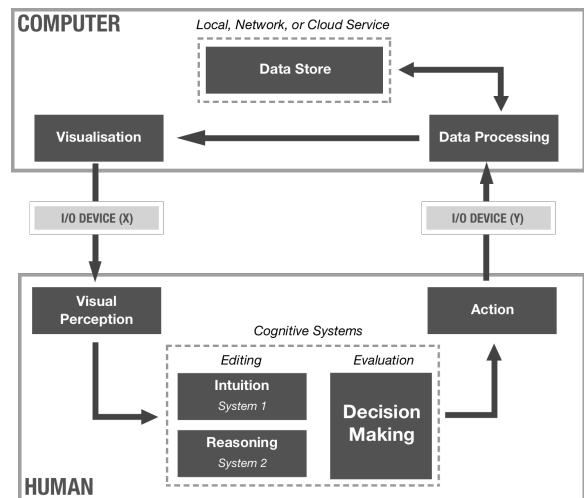 COMPUTER
Local, Network, or Cloud Service
Data Store
Visualisation
Data Processing
I/O DEVICE (X)
I/O DEVICE (Y)
Visual
Perception
Action
Cognitive Systems
Editing
Evaluation
Intuition
System 1
Decision
Making
Reasoning
System 2
HUMAN